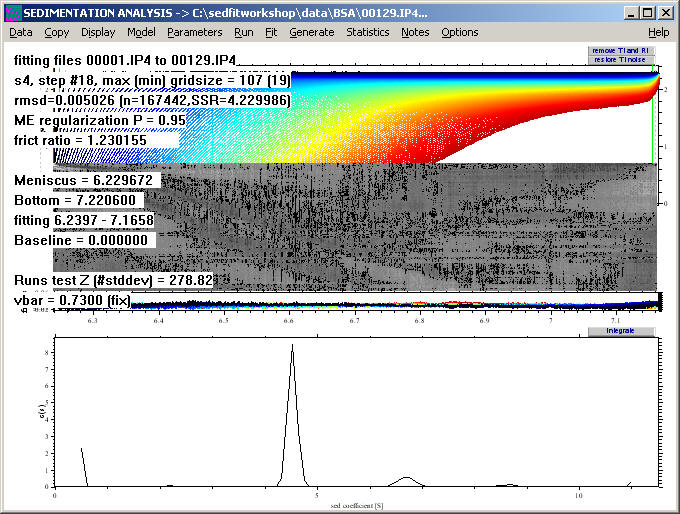 SEDIMENTATION ANALYSIS -> C:\sedfitworkshop\data\BSA\00129.IP4...
Data Copy Display Model Parameters Run Fit Generate Statistics Notes Options
remove TI and RI
restore TI noise
fitting files 00001.IP4 to 00129.IP4
s4, step #18, max (min) gridsize = 107 (19)
rmsd=0.005026 (n=167442,SSR=4.229986)
ME regularization P = 0.95
frict ratio = 1.230155
Meniscus = 6.229672
Bottom = 7.220600
fitting 6.2397 - 7.1658
Baseline = 0.000000
Runs test Z (#stddev) = 278.82
vbar = 0.7300 (fix)
2
1
0
6.3 6.4 6.5 6.6 6.7 6.8 6.9 7 7.1
Integrate
8
7
6
5
4
3
2
1
0
c(s)
0 5 10
sed coefficient [S]